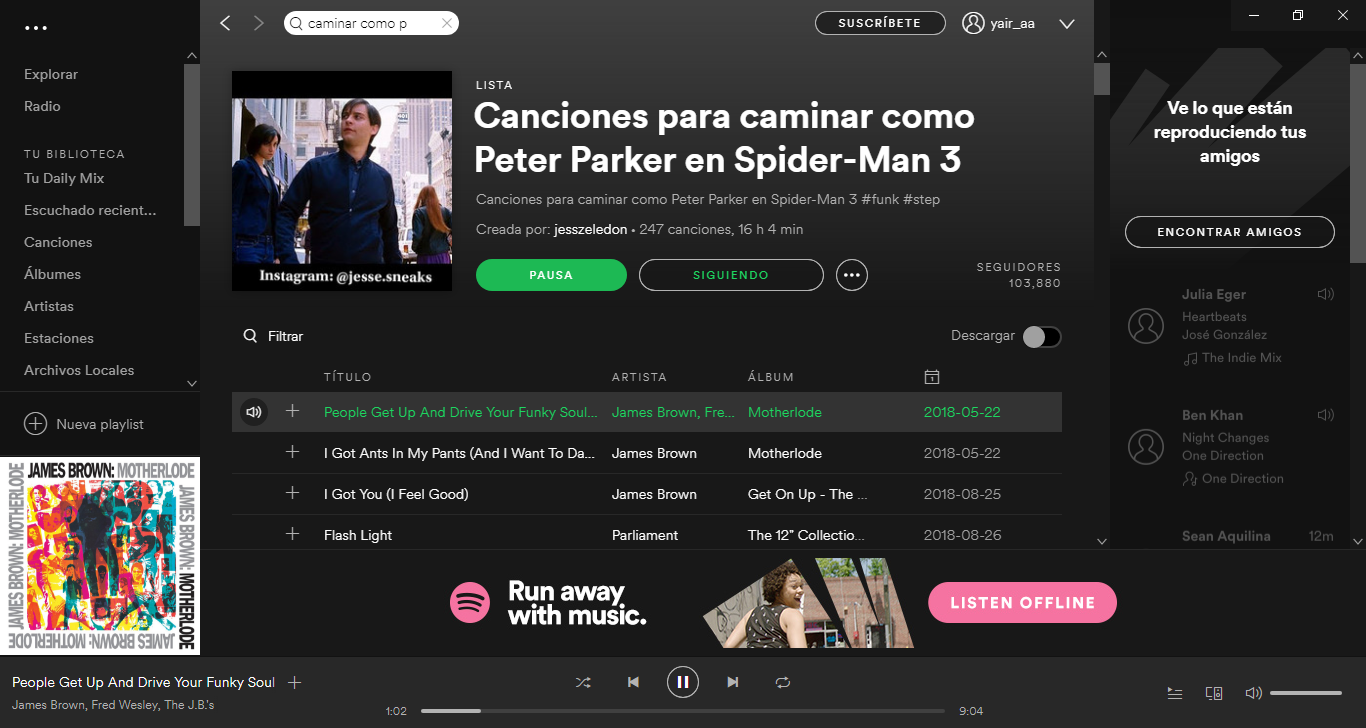 caminar como p
SUSCRÍBETE
yair_aa
Explorar
Radio
TU BIBLIOTECA
Tu Daily Mix
Escuchado recient...
Canciones
Álbumes
Artistas
Estaciones
Archivos Locales
Nueva playlist
JAMES BROWN: MOTHERLODE
JAMES BROWN: MOTHERLODE
JAMES BROWN: MOTHERLODE
JAMES BROWN: MOTHERLODE
Instagram: @jesse.sneaks
LISTA
Canciones para caminar como
Peter Parker en Spider-Man 3
Canciones para caminar como Peter Parker en Spider-Man 3 #funk #step
Creada por: jesszeledon • 247 canciones, 16 h 4 min
PAUSA
SIGUIENDO
SEGUIDORES
103,880
Filtrar
Descargar
TÍTULO ARTISTA ÁLBUM
People Get Up And Drive Your Funky Soul... James Brown, Fre... Motherlode 2018-05-22
I Got Ants In My Pants (And I Want To Da... James Brown Motherlode 2018-05-22
I Got You (I Feel Good) James Brown Get On Up - The ... 2018-08-25
Flash Light Parliament The 12" Collectio... 2018-08-26
Ve lo que están
reproduciendo tus
amigos
ENCONTRAR AMIGOS
Julia Eger
Heartbeats
José González
The Indie Mix
Ben Khan
Night Changes
One Direction
One Direction
Sean Aquilina 12m
Run away
with music.
LISTEN OFFLINE
People Get Up And Drive Your Funky Soul
James Brown, Fred Wesley, The J.B.'s
1:02
9:04